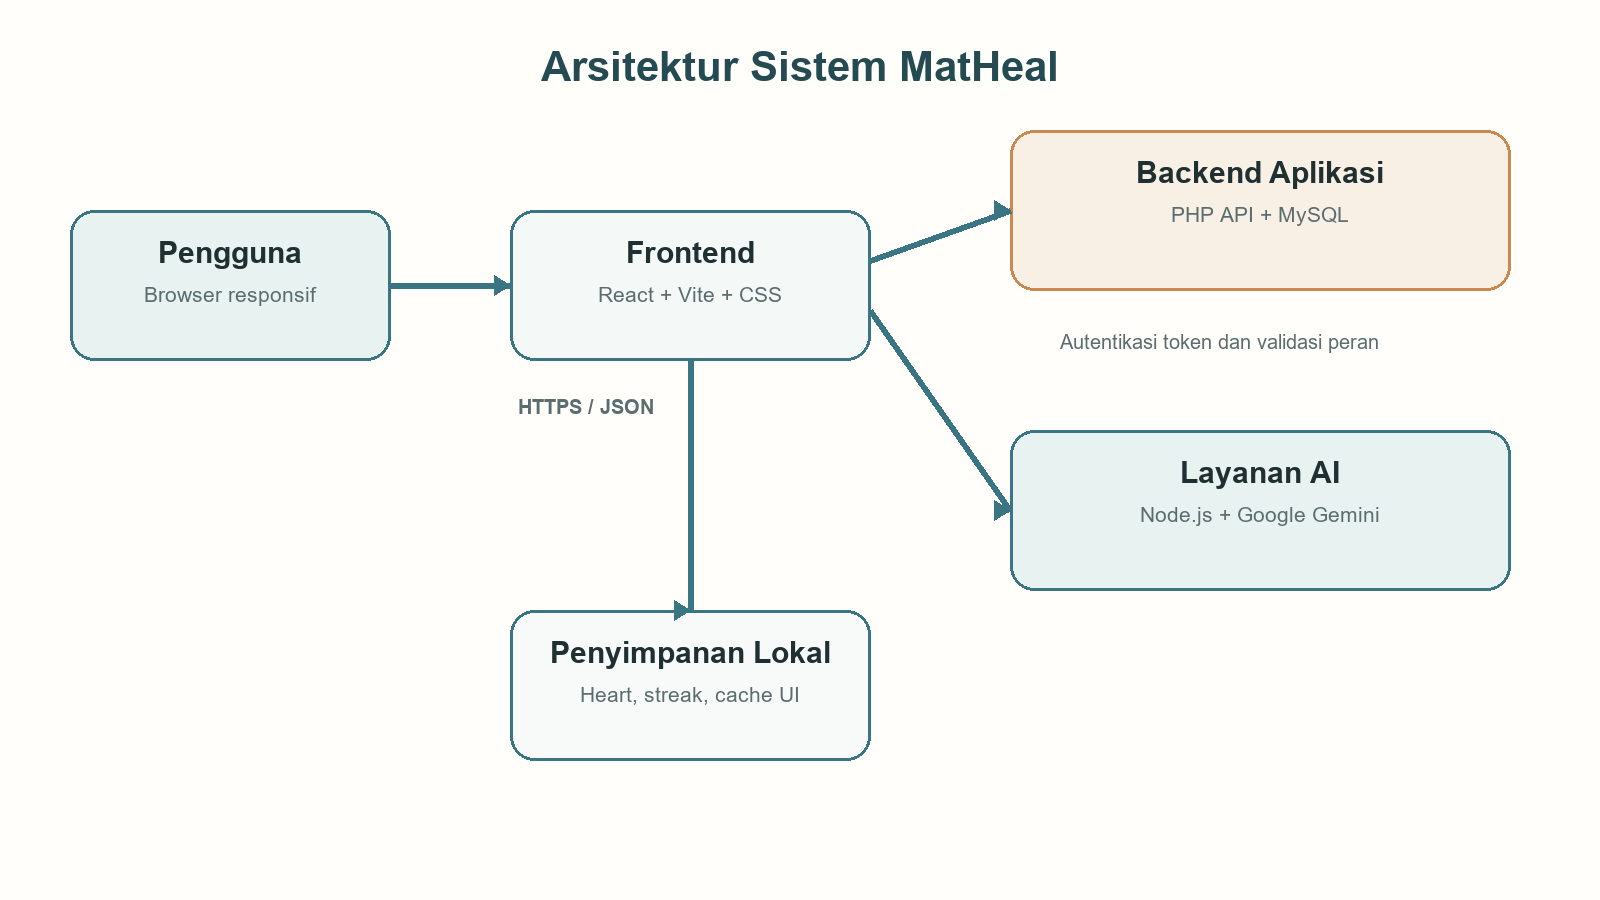 Arsitektur Sistem MatHeal
Pengguna
Browser responsif
Frontend
React + Vite + CSS
Backend Aplikasi
PHP API + MySQL
Autentikasi token dan validasi peran
HTTPS / JSON
Layanan AI
Node.js + Google Gemini
Penyimpanan Lokal
Heart, streak, cache UI